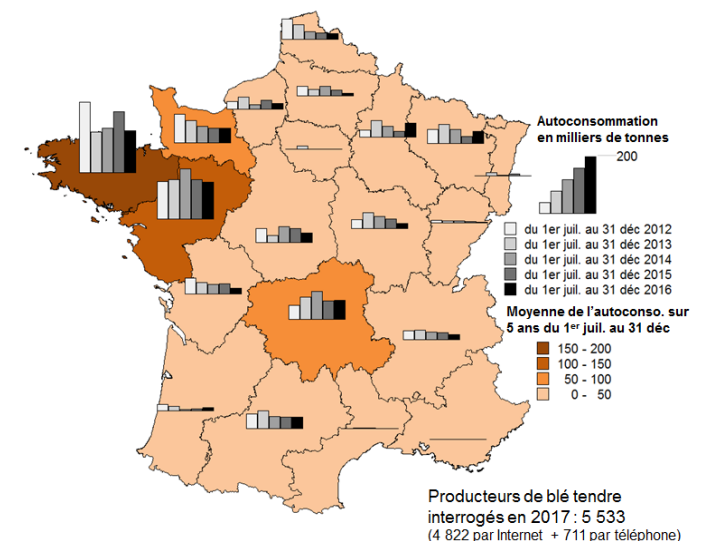 Autoconsommation
en milliers de tonnes
200
du 1er juil. au 31 déc 2012
du 1er juil. au 31 déc 2013
du 1er juil. au 31 déc 2014
du 1er juil. au 31 déc 2015
du 1er juil. au 31 déc 2016
Moyenne de l'autoconso. sur
5 ans du 1er juil. au 31 déc
150 - 200
100 - 150
50 - 100
0 - 50
Producteurs de blé tendre
interrogés en 2017 : 5 533
(4 822 par Internet + 711 par téléphone)